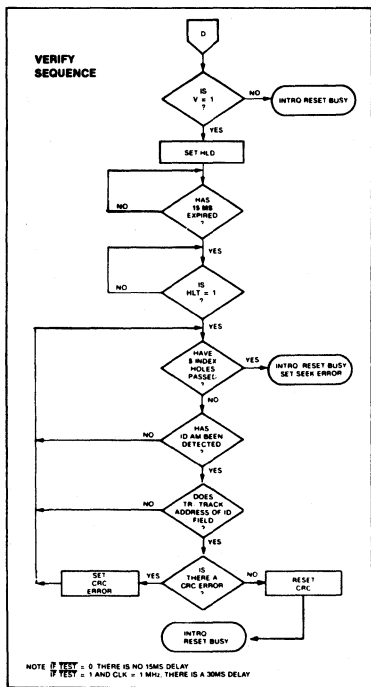 VERIFY
SEQUENCE
D
IS
V = 1
?
NO
INTRQ RESET BUSY
YES
SET HLD
HAS
15 MS
EXPIRED
?
NO
YES
IS
HLT = 1
?
NO
YES
HAVE
5 INDEX
HOLES
PASSED
?
YES
INTRQ RESET BUSY
SET SEEK ERROR
NO
HAS
ID AM BEEN
DETECTED
?
NO
YES
DOES
TR TRACK
ADDRESS OF ID
FIELD
?
NO
YES
IS
THERE A
CRC ERROR
?
YES
SET
CRC
ERROR
NO
RESET
CRC
INTRQ
RESET BUSY
NOTE IF TEST = 0 THERE IS NO 15MS DELAY
IF TEST = 1 AND CLK = 1 MHz, THERE IS A 30MS DELAY